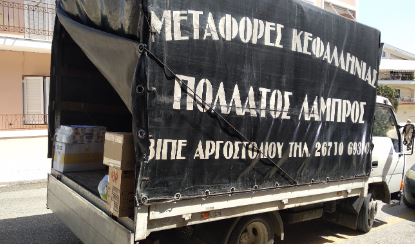 ΜΕΤΑΦΟΡΕΣ ΚΕΦΑΛΛΗΝΙΑΣ
ΠΟΛΛΑΤΟΣ ΛΑΜΠΡΟΣ
ΒΙΠΕ ΑΡΓΟΣΤΟΛΙΟΥ ΤΗΛ. 26710